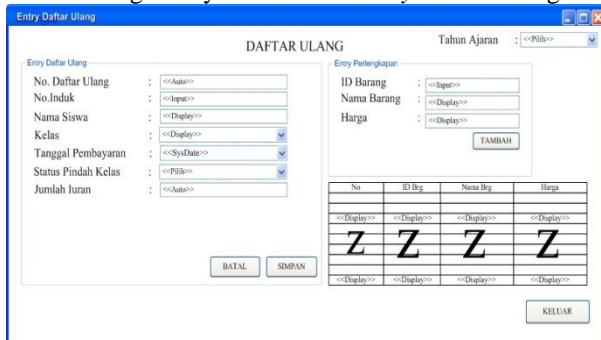 Entry Daftar Ulang
DAFTAR ULANG
Tahun Ajaran : <<Pilih>>
Entry Daftar Ulang
No. Daftar Ulang : <<Auto>>
No.Induk : <<Input>>
Nama Siswa : <<Display>>
Kelas : <<Display>>
Tanggal Pembayaran : <<SysDate>>
Status Pindah Kelas : <<Pilih>>
Jumlah Iuran : <<Auto>>
BATAL SIMPAN
Entry Perlengkapan
ID Barang : <<Input>>
Nama Barang : <<Display>>
Harga : <<Display>>
TAMBAH
No ID Brg Nama Brg Harga
<<Display>> <<Display>> <<Display>> <<Display>>
Z Z Z Z
<<Display>> <<Display>> <<Display>> <<Display>>
KELUAR